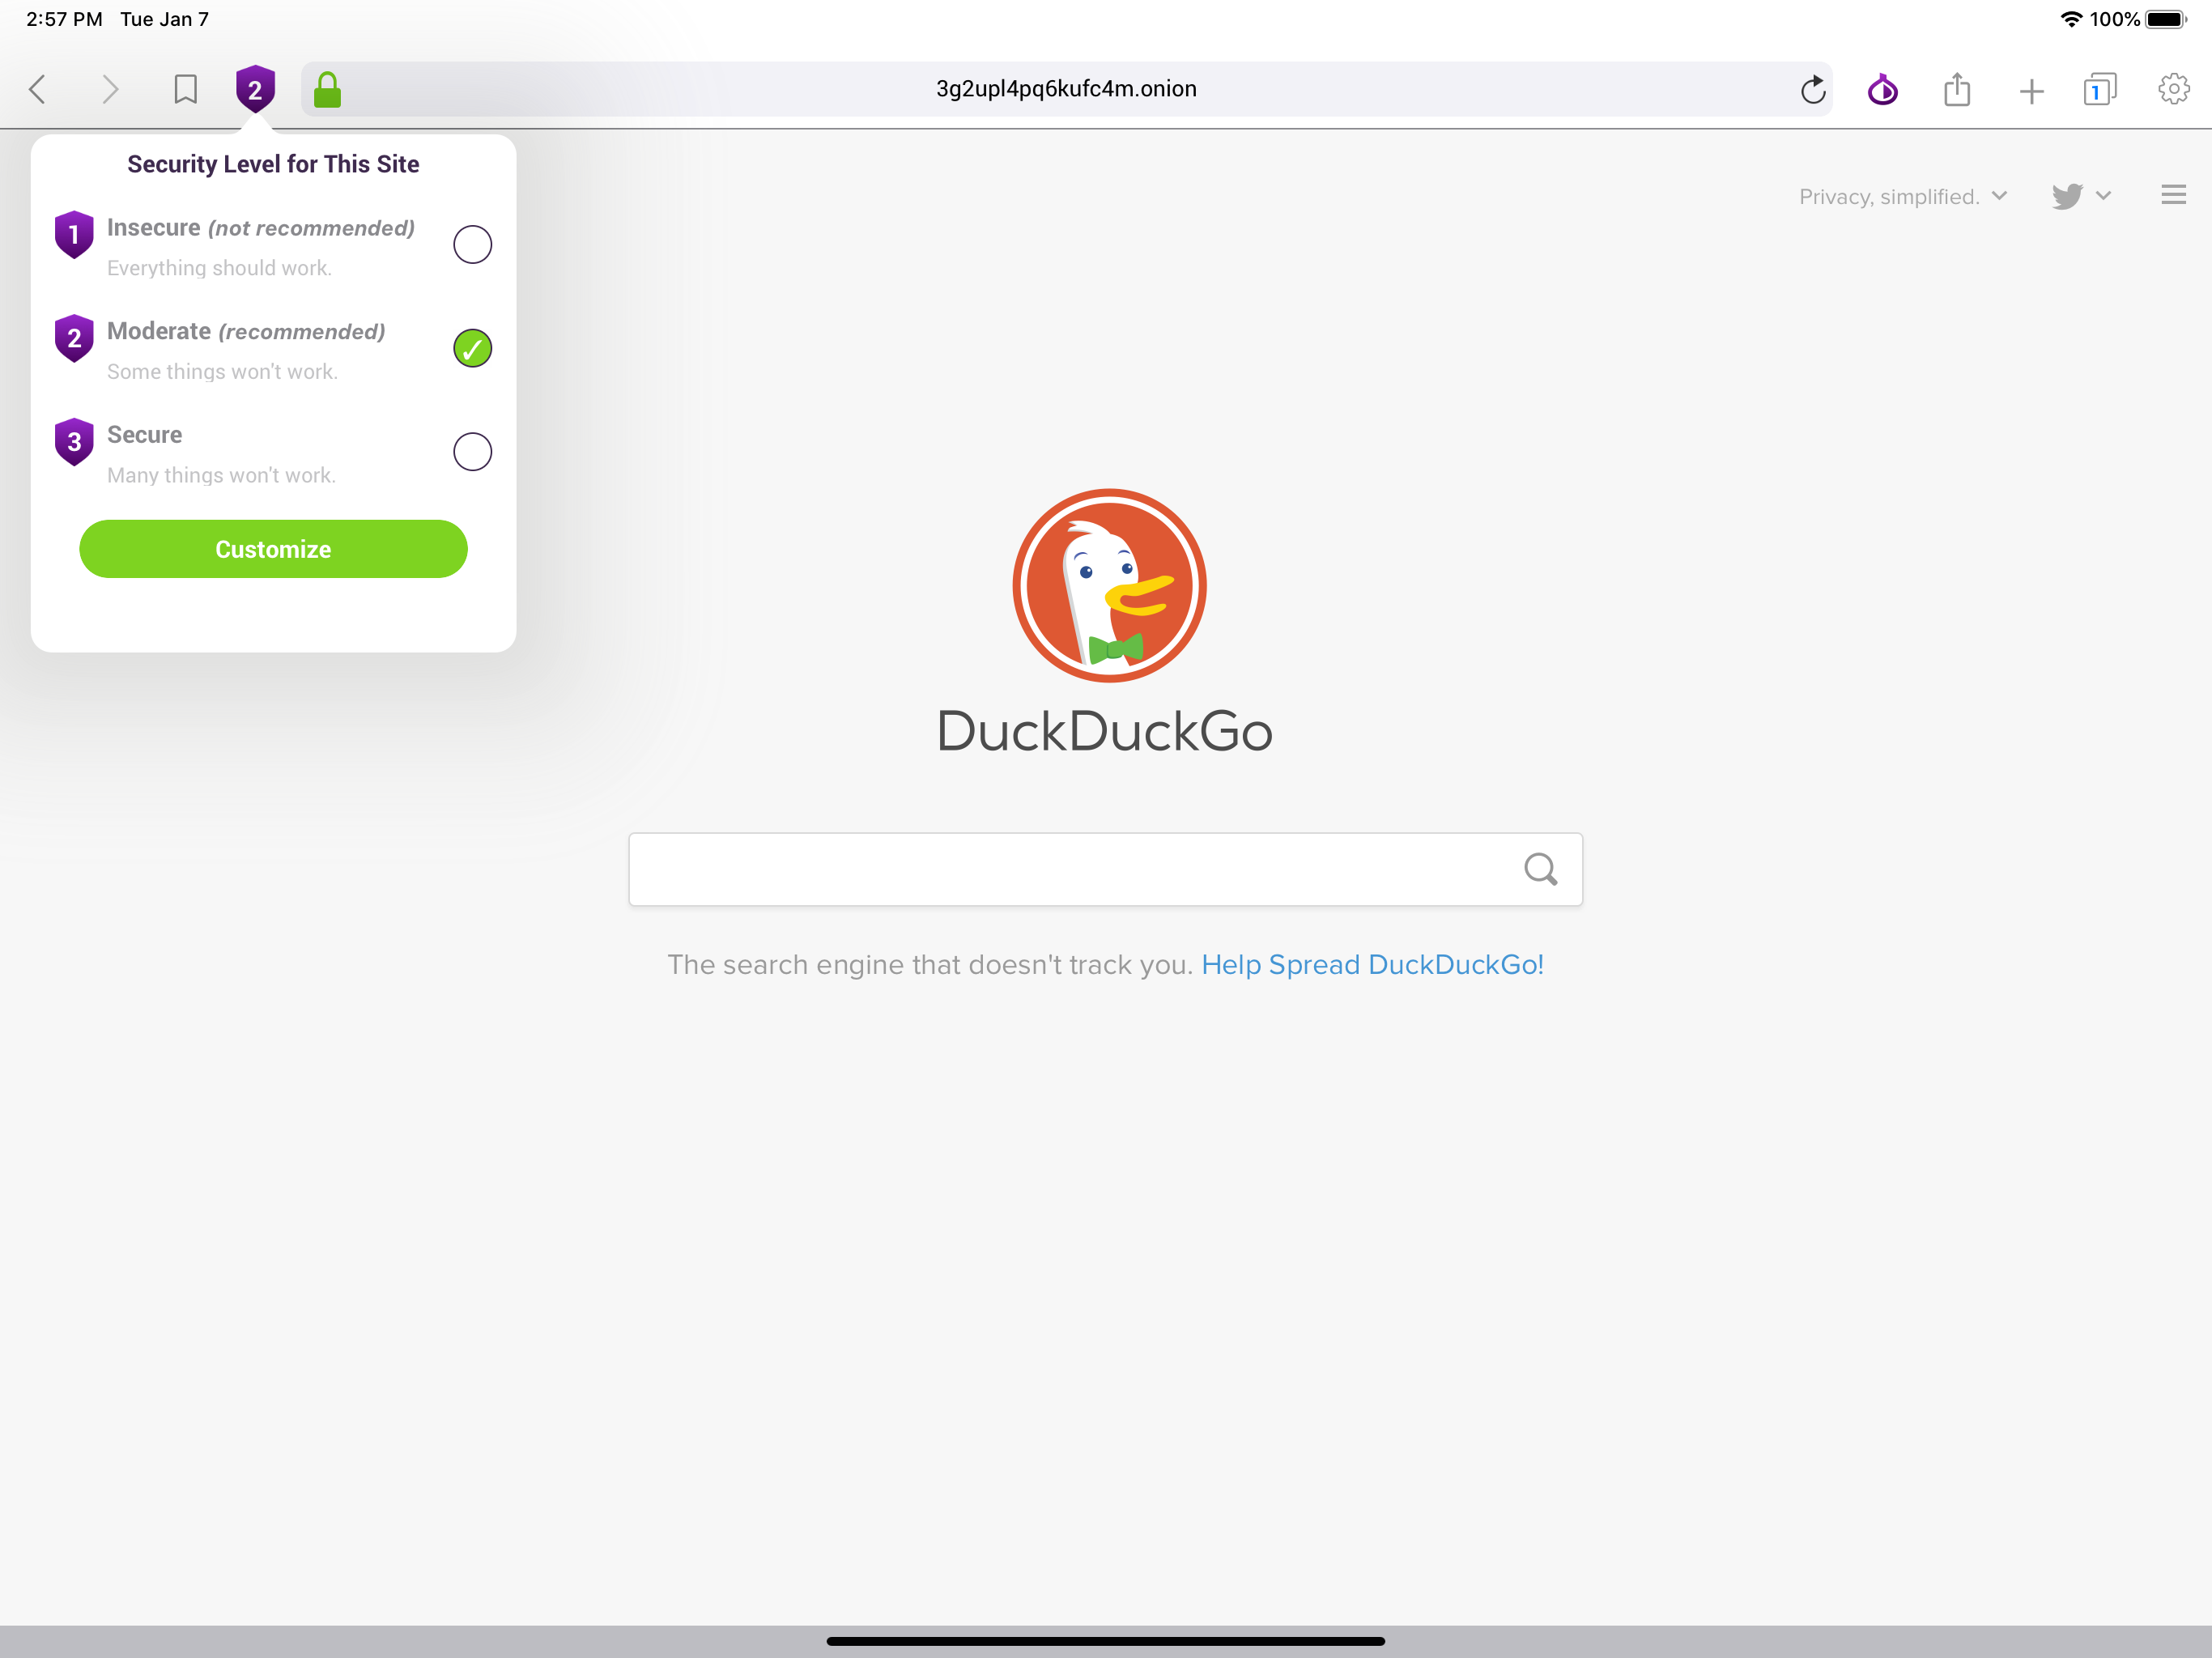 2:57 PM Tue Jan 7
100%
2
3g2upl4pq6kufc4m.onion
1
Security Level for This Site
1 Insecure (not recommended)
Everything should work.
2 Moderate (recommended)
Some things won't work.
3 Secure
Many things won't work.
Customize
Privacy, simplified.
DuckDuckGo
The search engine that doesn't track you. Help Spread DuckDuckGo!